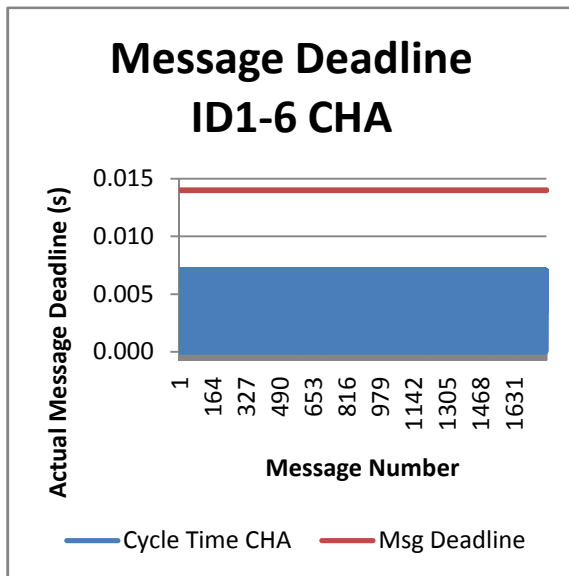 Message Deadline
ID1-6 CHA
Actual Message Deadline (s)
0.015
0.010
0.005
0.000
1
164
327
490
653
816
979
1142
1305
1468
1631
Message Number
Cycle Time CHA
Msg Deadline